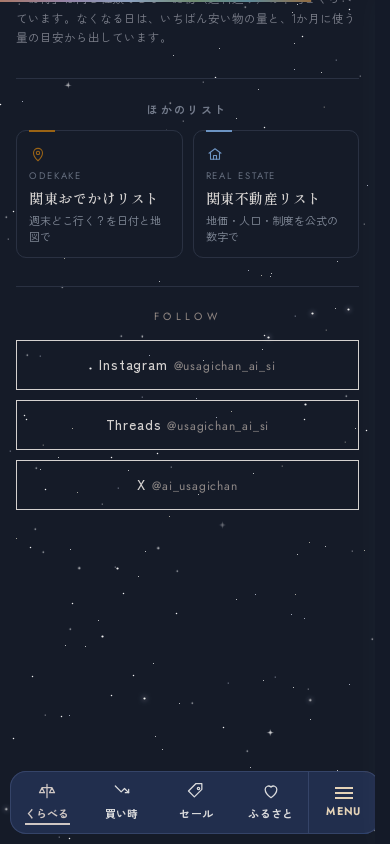 ています。なくなる日は、いちばん安い物の量と、1か月に使う
量の目安から出しています。
ほかのリスト
ODEKAKE
関東おでかけリスト
週末どこ行く？を日付と地
図で
REAL ESTATE
関東不動産リスト
地価・人口・制度を公式の
数字で
FOLLOW
Instagram @usagichan_ai_si
Threads @usagichan_ai_si
X @ai_usagichan
くらべる
買い時
セール
ふるさと
MENU